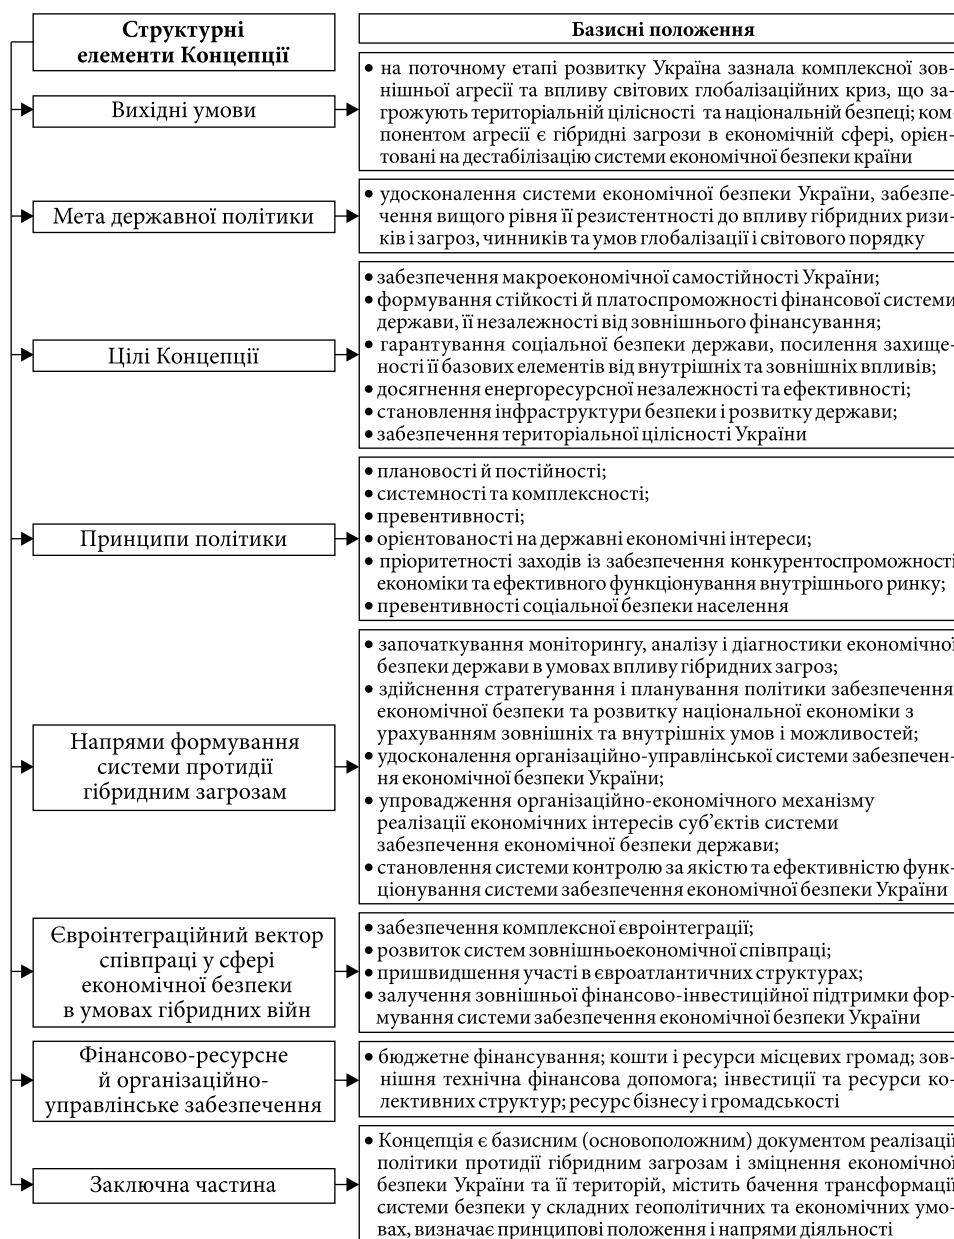 Структурні
елементи Концепції
Базисні положення
Вихідні умови
• на поточному етапі розвитку Україна зазнала комплексної зов-
нішньої агресії та впливу світових глобалізаційних криз, що за-
грожують територіальній цілісності та національній безпеці; ком-
понентом агресії є гібридні загрози в економічній сфері, орієн-
товані на дестабілізацію системи економічної безпеки країни
Мета державної політики
• удосконалення системи економічної безпеки України, забезпе-
чення вищого рівня її резистентності до впливу гібридних ризи-
ків і загроз, чинників та умов глобалізації і світового порядку
Цілі Концепції
• забезпечення макроекономічної самостійності України;
• формування стійкості й платоспроможності фінансової системи
держави, її незалежності від зовнішнього фінансування;
• гарантування соціальної безпеки держави, посилення захище-
ності її базових елементів від внутрішніх та зовнішніх впливів;
• досягнення енергоресурсної незалежності та ефективності;
• становлення інфраструктури безпеки і розвитку держави;
• забезпечення територіальної цілісності України
Принципи політики
• плановості й постійності;
• системності та комплексності;
• превентивності;
• орієнтованості на державні економічні інтереси;
• пріоритетності заходів із забезпечення конкурентоспроможності
економіки та ефективного функціонування внутрішнього ринку;
• превентивності соціальної безпеки населення
Напрями формування
системи протидії
гібридним загрозам
• започаткування моніторингу, аналізу і діагностики економічної
безпеки держави в умовах впливу гібридних загроз;
• здійснення стратегування і планування політики забезпечення
економічної безпеки та розвитку національної економіки з
урахуванням зовнішніх та внутрішніх умов і можливостей;
• удосконалення організаційно-управлінської системи забезпечен-
ня економічної безпеки України;
• упровадження організаційно-економічного механізму
реалізації економічних інтересів суб’єктів системи
забезпечення економічної безпеки держави;
• становлення системи контролю за якістю та ефективністю функ-
ціонування системи забезпечення економічної безпеки України
Євроінтеграційний вектор
співпраці у сфері
економічної безпеки
в умовах гібридних війн
• забезпечення комплексної євроінтеграції;
• розвиток систем зовнішньоекономічної співпраці;
• пришвидшення участі в євроатлантичних структурах;
• залучення зовнішньої фінансово-інвестиційної підтримки фор-
мування системи забезпечення економічної безпеки України
Фінансово-ресурсне
й організаційно-
управлінське забезпечення
• бюджетне фінансування; кошти і ресурси місцевих громад; зов-
нішня технічна фінансова допомога; інвестиції та ресурси ко-
лективних структур; ресурс бізнесу і громадськості
Заключна частина
• Концепція є базисним (основоположним) документом реалізації
політики протидії гібридним загрозам і зміцнення економічної
безпеки України та її територій, містить бачення трансформації
системи безпеки у складних геополітичних та економічних умо-
вах, визначає принципові положення і напрями діяльності